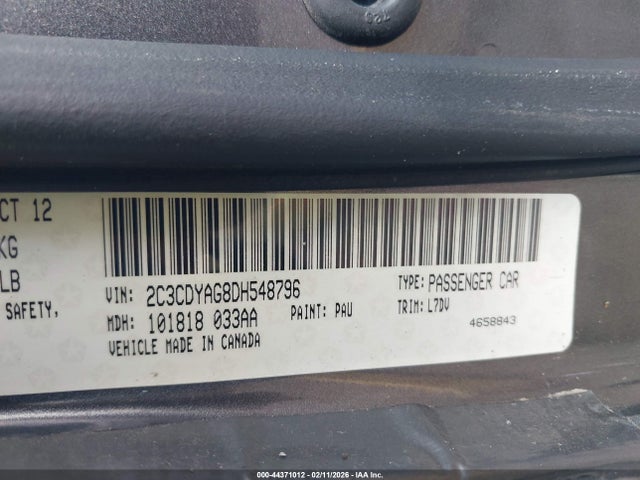 CT 12
KG
LB
SAFETY,
VIN: 2C3CDYAG8DH548796
TYPE: PASSENGER CAR
MDH: 101818 033AA
PAINT: PAU
TRIM: L7DV
VEHICLE MADE IN CANADA
4658843
000-44371012 - 02/11/2026 - IAA Inc.